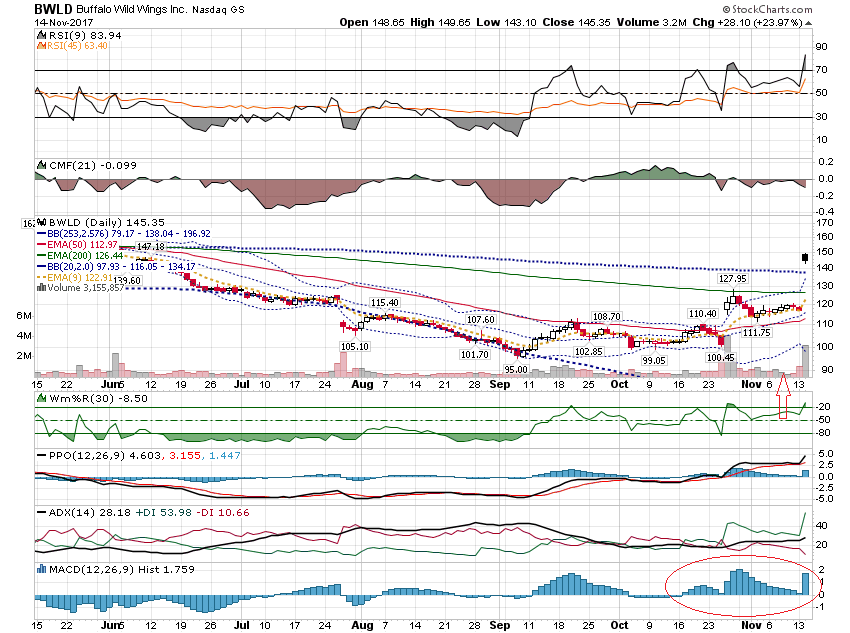 BWLD Buffalo Wild Wings Inc. Nasdaq GS © StockCharts.com
14-Nov-2017 Open 148.65 High 149.65 Low 143.10 Close 145.35 Volume 3.2M Chg +28.10 (+23.97%)
RSI(9) 83.94
RSI(45) 63.40
90
70
50
30
10
CMF(21) -0.099
0.2
0.0
-0.2
-0.4
BWLD (Daily) 145.35
BB(253,2.576) 79.17 - 138.04 - 196.92
EMA(50) 112.97
EMA(200) 126.44
BB(20,2.0) 97.93 - 116.05 - 134.17
EMA(9) 122.91
Volume 3,155,857
147.18
139.60
105.10
115.40
101.70
107.60
95.00
102.85
108.70
99.05
110.40
100.45
127.95
111.75
170
160
150
140
130
120
110
100
90
6M
4M
2M
15 22 Jun 5 12 19 26 Jul 10 17 24 Aug 7 14 21 28 Sep 11 18 25 Oct 9 16 23 Nov 6 13
Wm%R(30) -8.50
-20
-50
-80
PPO(12,26,9) 4.603, 3.155, 1.447
5.0
2.5
0.0
-2.5
-5.0
ADX(14) 28.18 +DI 53.98 -DI 10.66
40
20
MACD(12,26,9) Hist 1.759
2
1
0
-1
15 22 Jun 5 12 19 26 Jul 10 17 24 Aug 7 14 21 28 Sep 11 18 25 Oct 9 16 23 Nov 6 13